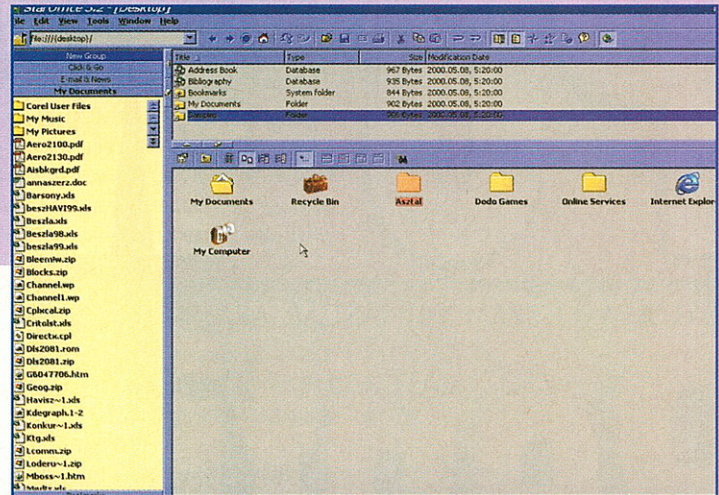 StarOffice 5.2 - [Desktop]
File Edit View Tools Window Help
file:///{desktop}/
New Group
Click & Go
E-mail & News
My Documents
Corel User Files
My Music
My Pictures
Aero2100.pdf
Aero2130.pdf
Aisbkgrd.pdf
annaszerz.doc
Barsony.xls
beszHAVI99.xls
Beszla.xls
Beszla98.xls
beszla99.xls
Bleem!w.zip
Blocks.zip
Channel.wp
Channel1.wp
Cplxcal.zip
Critolst.xls
Directx.cpl
Dls2081.rom
Dls2081.zip
G6047706.htm
Geog.zip
Havisz~1.xls
Kdegraph.1-2
Konkur~1.xls
Ktg.xls
Lcomm.zip
Loderu~1.zip
Mboss~1.htm
Title Type Size Modification Date
Address Book Database 967 Bytes 2000.05.08, 5:20:00
Bibliography Database 935 Bytes 2000.05.08, 5:20:00
Bookmarks System folder 844 Bytes 2000.05.08, 5:20:00
My Documents Folder 902 Bytes 2000.05.08, 5:20:00
Samples Folder 906 Bytes 2000.05.08, 5:20:00
My Documents Recycle Bin Asztal Dodo Games Online Services Internet Explor
My Computer